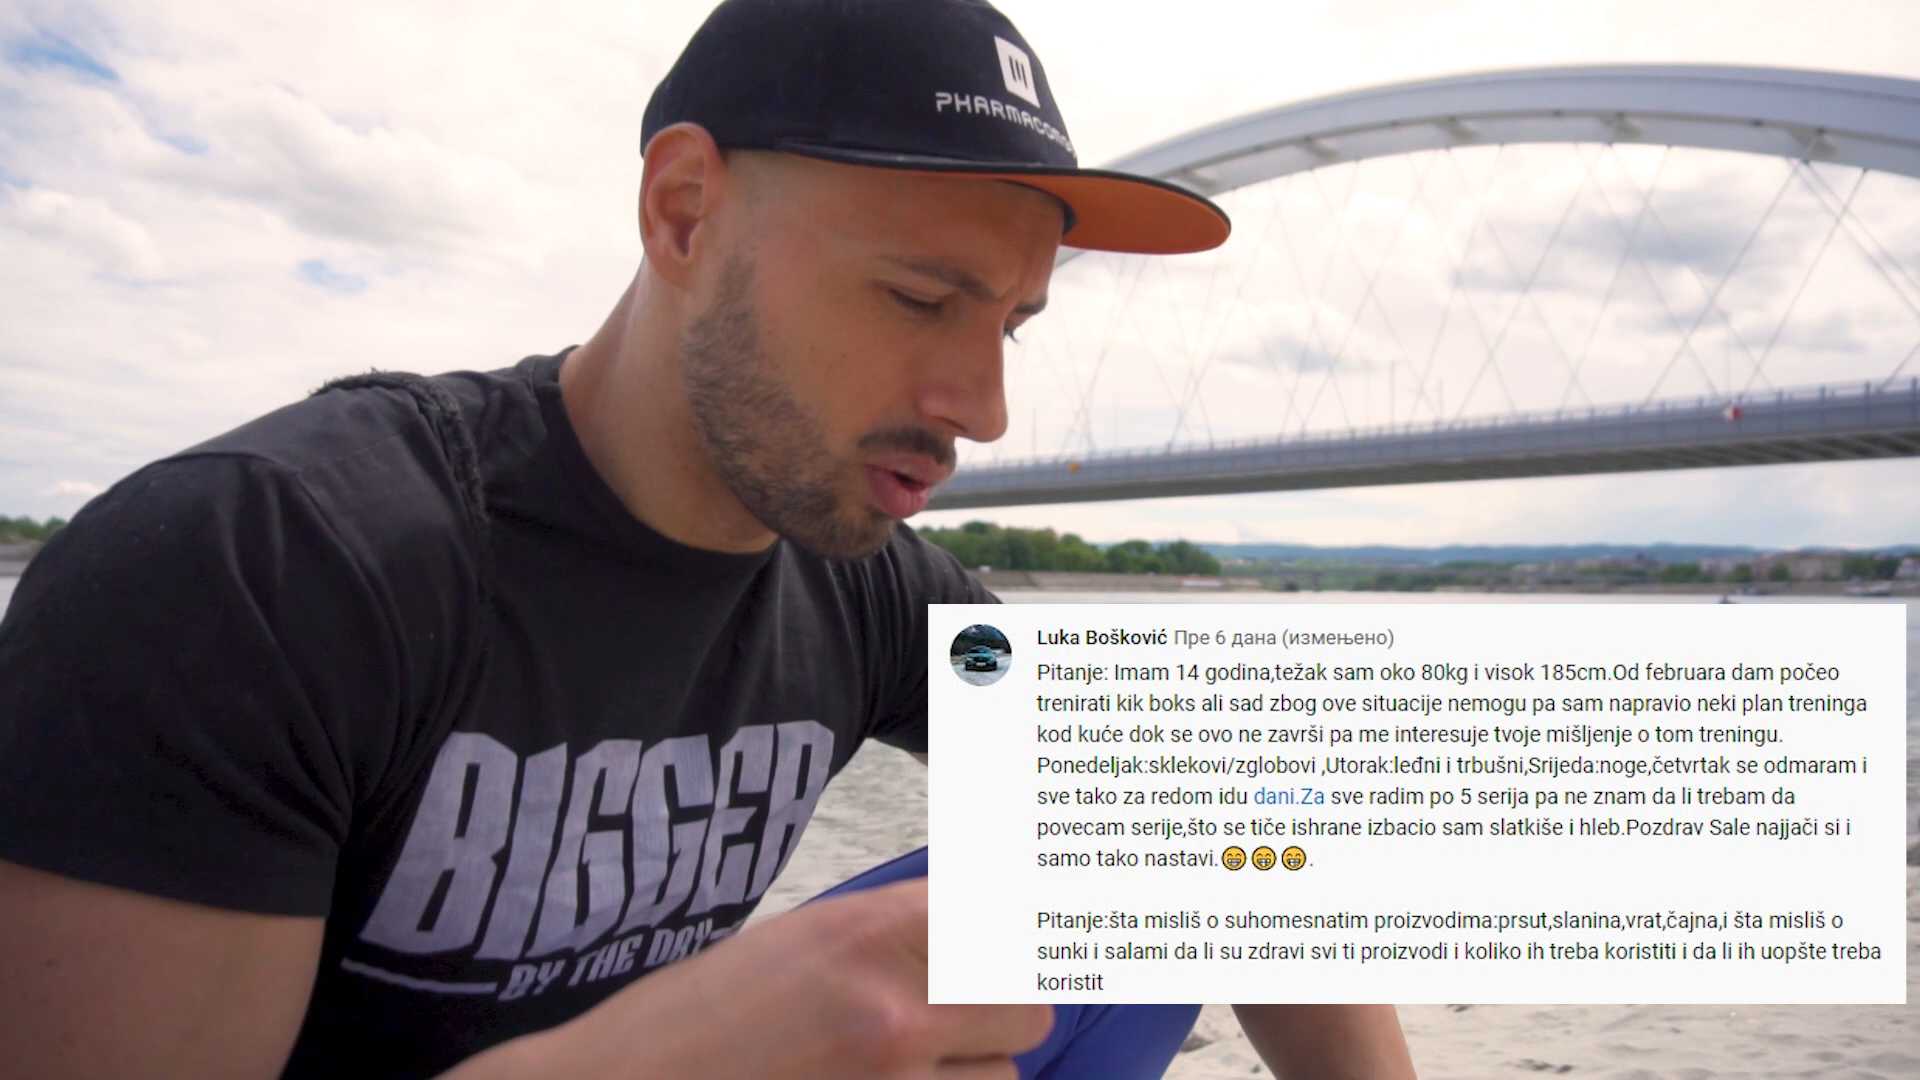 PHARMACOM
BIGGER
BY THE DAY
Luka Bošković Пре 6 дана (измењено)
Pitanje: Imam 14 godina,težak sam oko 80kg i visok 185cm.Od februara dam počeo
trenirati kik boks ali sad zbog ove situacije nemogu pa sam napravio neki plan treninga
kod kuće dok se ovo ne završi pa me interesuje tvoje mišljenje o tom treningu.
Ponedeljak:sklekovi/zglobovi ,Utorak:leđni i trbušni,Srijeda:noge,četvrtak se odmaram i
sve tako za redom idu dani.Za sve radim po 5 serija pa ne znam da li trebam da
povecam serije,što se tiče ishrane izbacio sam slatkiše i hleb.Pozdrav Sale najjači si i
samo tako nastavi.😁😁😁.
Pitanje:šta misliš o suhomesnatim proizvodima:prsut,slanina,vrat,čajna,i šta misliš o
sunki i salami da li su zdravi svi ti proizvodi i koliko ih treba koristiti i da li ih uopšte treba
koristit